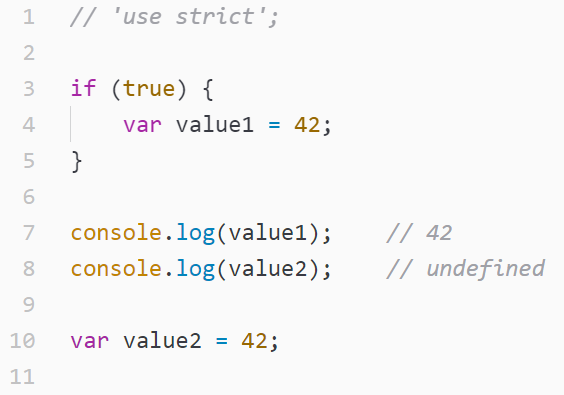 1 // 'use strict';
2
3 if (true) {
4     var value1 = 42;
5 }
6
7 console.log(value1);    // 42
8 console.log(value2);    // undefined
9
10 var value2 = 42;
11